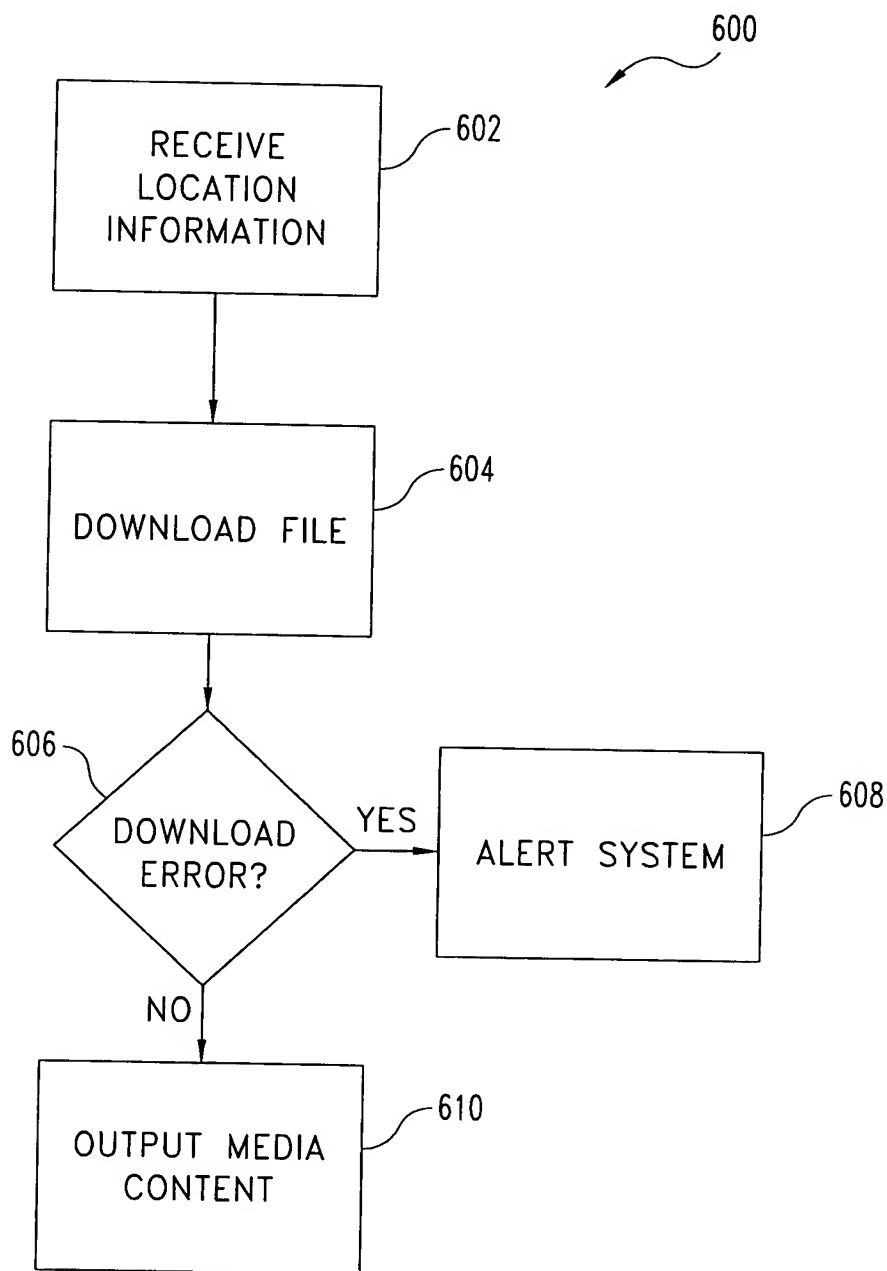 600
RECEIVE
LOCATION
INFORMATION
602
DOWNLOAD FILE
604
606
DOWNLOAD
ERROR?
YES
ALERT SYSTEM
608
NO
OUTPUT MEDIA
CONTENT
610